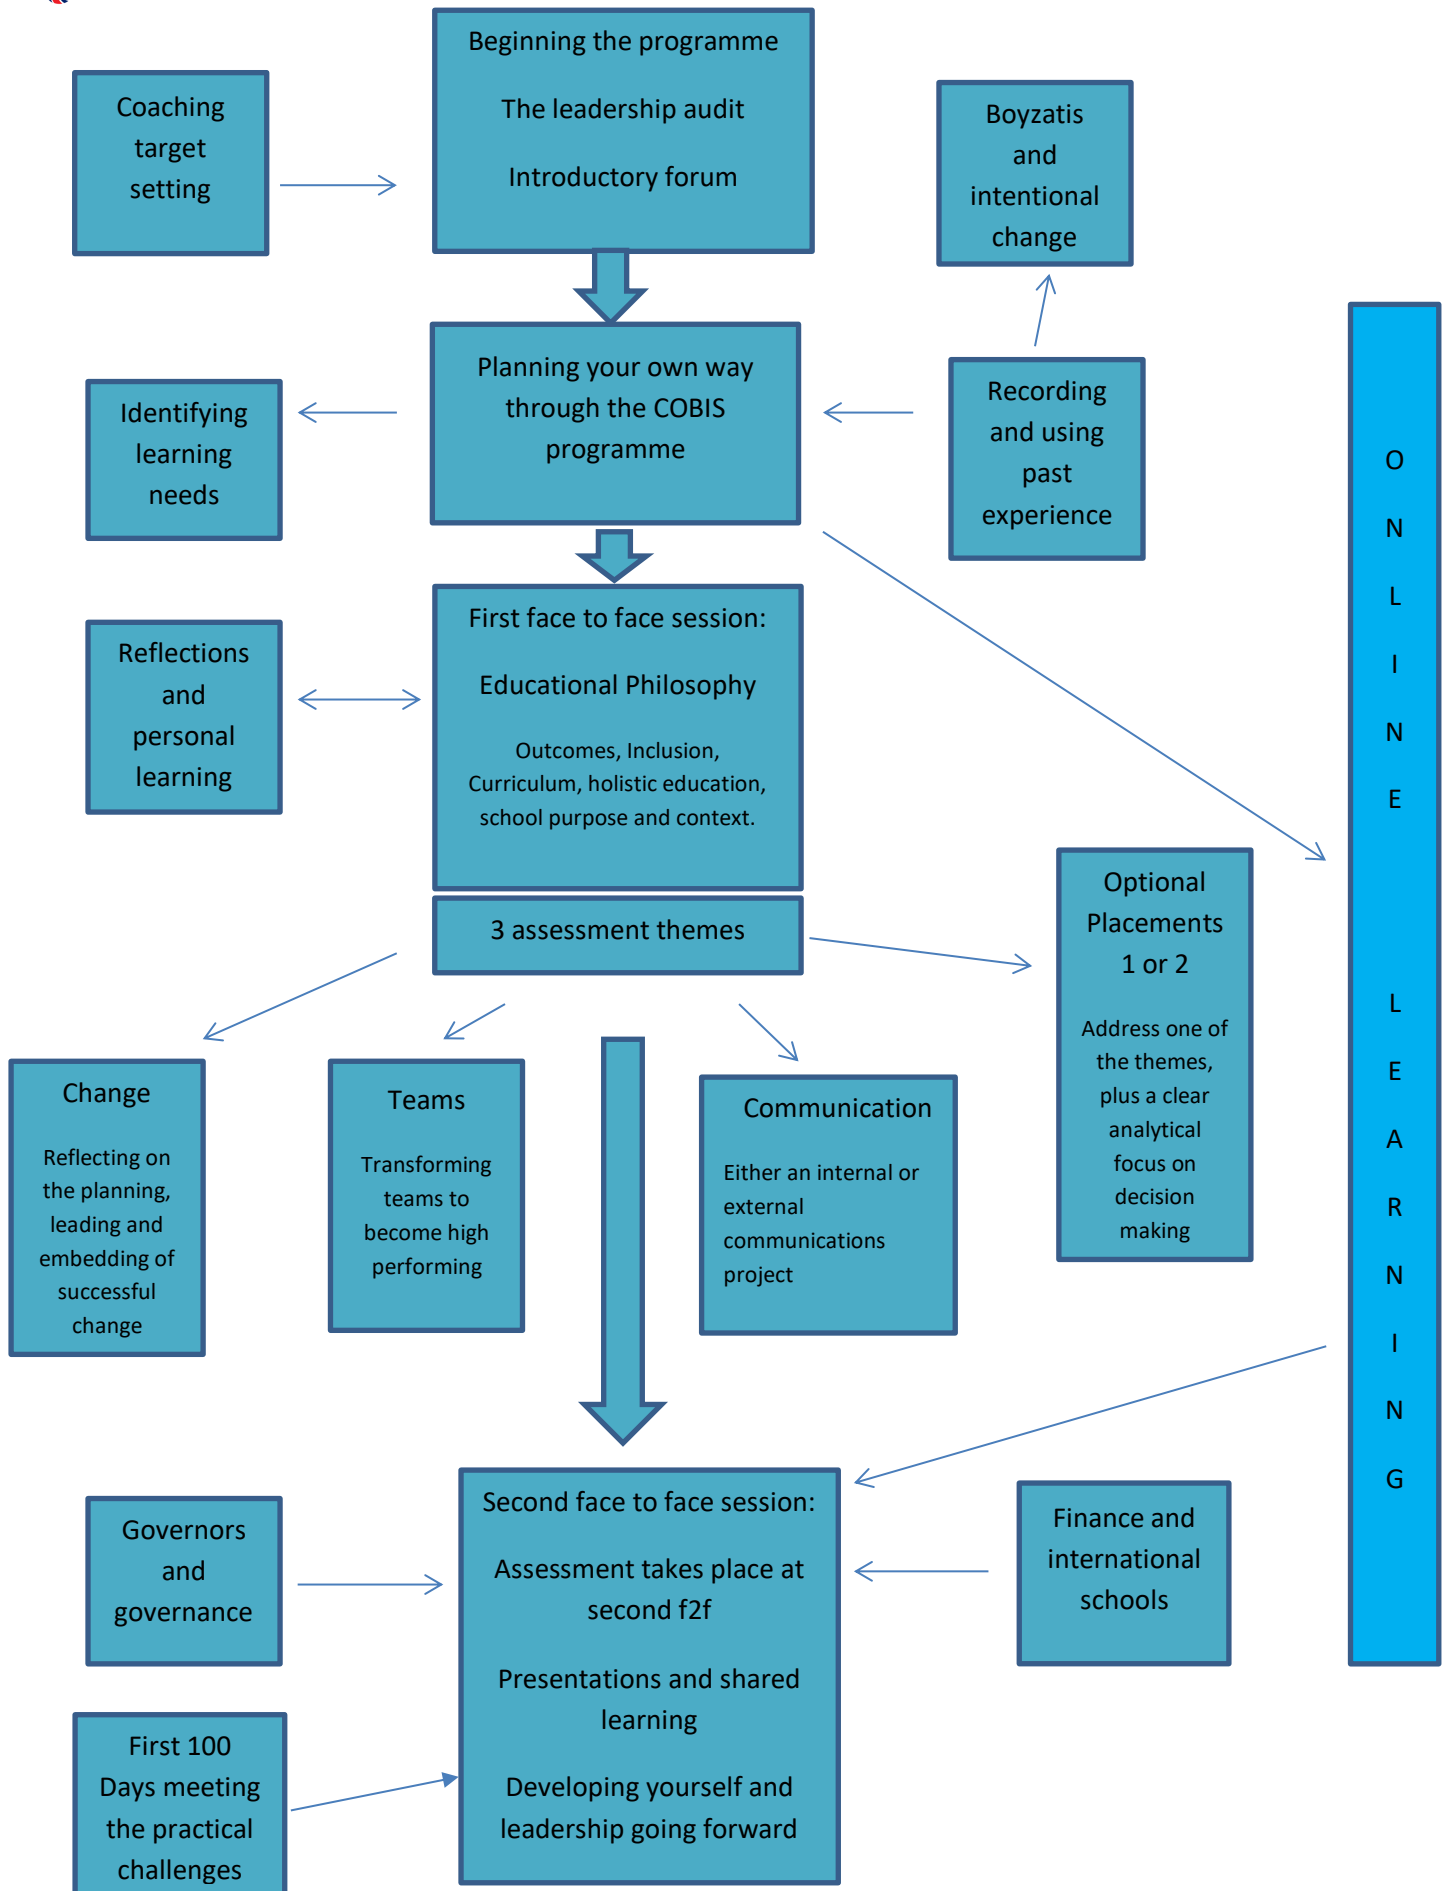 Beginning the programme
The leadership audit
Introductory forum
Coaching
target
setting
Boyzatis
and
intentional
change
Planning your own way
through the COBIS
programme
Identifying
learning
needs
Recording
and using
past
experience
First face to face session:
Educational Philosophy
Outcomes, Inclusion,
Curriculum, holistic education,
school purpose and context.
Reflections
and
personal
learning
3 assessment themes
Optional
Placements
1 or 2
Address one of
the themes,
plus a clear
analytical
focus on
decision
making
Change
Reflecting on
the planning,
leading and
embedding of
successful
change
Teams
Transforming
teams to
become high
performing
Communication
Either an internal or
external
communications
project
O
N
L
I
N
E
L
E
A
R
N
I
N
G
Second face to face session:
Assessment takes place at
second f2f
Presentations and shared
learning
Developing yourself and
leadership going forward
Governors
and
governance
Finance and
international
schools
First 100
Days meeting
the practical
challenges